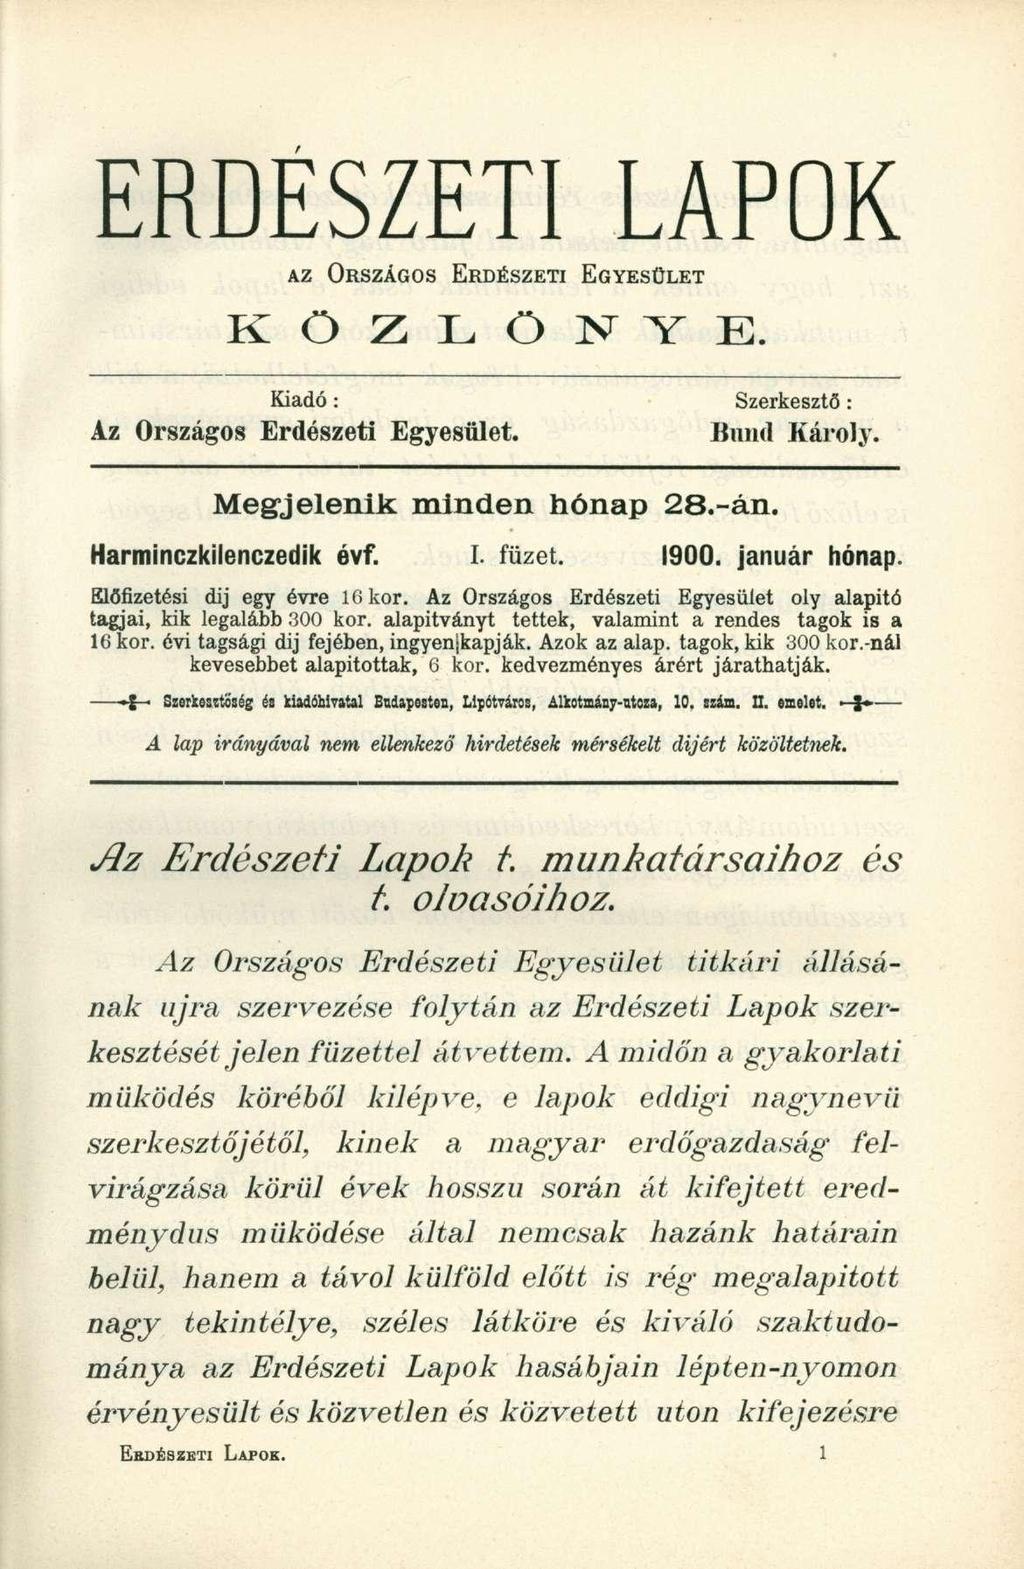 ERDÉSZETI LAPOK
AZ ORSZÁGOS ERDÉSZETI EGYESÜLET
KÖZLÖNYE.
Kiadó: Szerkesztő:
Az Országos Erdészeti Egyesület. Bund Károly.
Megjelenik minden hónap 28.-án.
Harminczkilenczedik évf. I. füzet. 1900. január hónap.
Előfizetési dij egy évre 16 kor. Az Országos Erdészeti Egyesület oly alapitó
tagjai, kik legalább 300 kor. alapitványt tettek, valamint a rendes tagok is a
16 kor. évi tagsági dij fejében, ingyen kapják. Azok az alap. tagok, kik 300 kor.-nál
kevesebbet alapitottak, 6 kor. kedvezményes árért járathatják.
Szerkesztőség és kiadóhivatal Budapesten, Lipótváros, Alkotmány-utcza, 10. szám. II. emelet.
A lap irányával nem ellenkező hirdetések mérsékelt dijért közöltetnek.
Az Erdészeti Lapok t. munkatársaihoz és
t. olvasóihoz.
Az Országos Erdészeti Egyesület titkári állásá-
nak ujra szervezése folytán az Erdészeti Lapok szer-
kesztését jelen füzettel átvettem. A midőn a gyakorlati
müködés köréből kilépve, e lapok eddigi nagynevü
szerkesztőjétől, kinek a magyar erdőgazdaság fel-
virágzása körül évek hosszu során át kifejtett ered-
ménydus müködése által nemcsak hazánk határain
belül, hanem a távol külföld előtt is rég megalapitott
nagy tekintélye, széles látköre és kiváló szaktudo-
mánya az Erdészeti Lapok hasábjain lépten-nyomon
érvényesült és közvetlen és közvetett uton kifejezésre
ERDÉSZETI LAPOK. 1